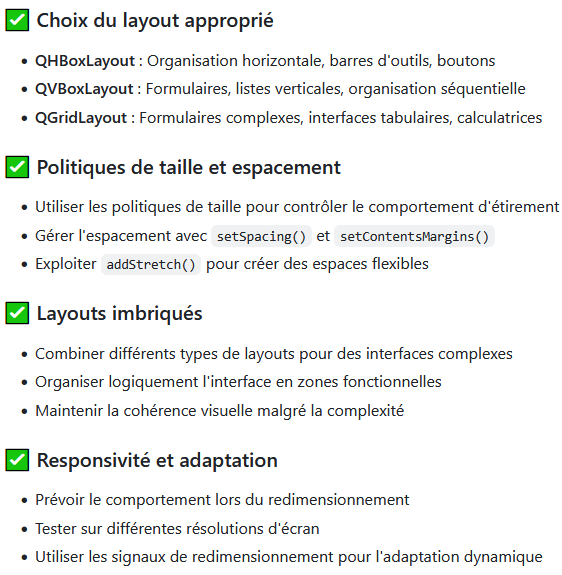 ✅ Choix du layout approprié
• QHBoxLayout : Organisation horizontale, barres d'outils, boutons
• QVBoxLayout : Formulaires, listes verticales, organisation séquentielle
• QGridLayout : Formulaires complexes, interfaces tabulaires, calculatrices
✅ Politiques de taille et espacement
• Utiliser les politiques de taille pour contrôler le comportement d'étirement
• Gérer l'espacement avec setSpacing() et setContentsMargins()
• Exploiter addStretch() pour créer des espaces flexibles
✅ Layouts imbriqués
• Combiner différents types de layouts pour des interfaces complexes
• Organiser logiquement l'interface en zones fonctionnelles
• Maintenir la cohérence visuelle malgré la complexité
✅ Responsivité et adaptation
• Prévoir le comportement lors du redimensionnement
• Tester sur différentes résolutions d'écran
• Utiliser les signaux de redimensionnement pour l'adaptation dynamique